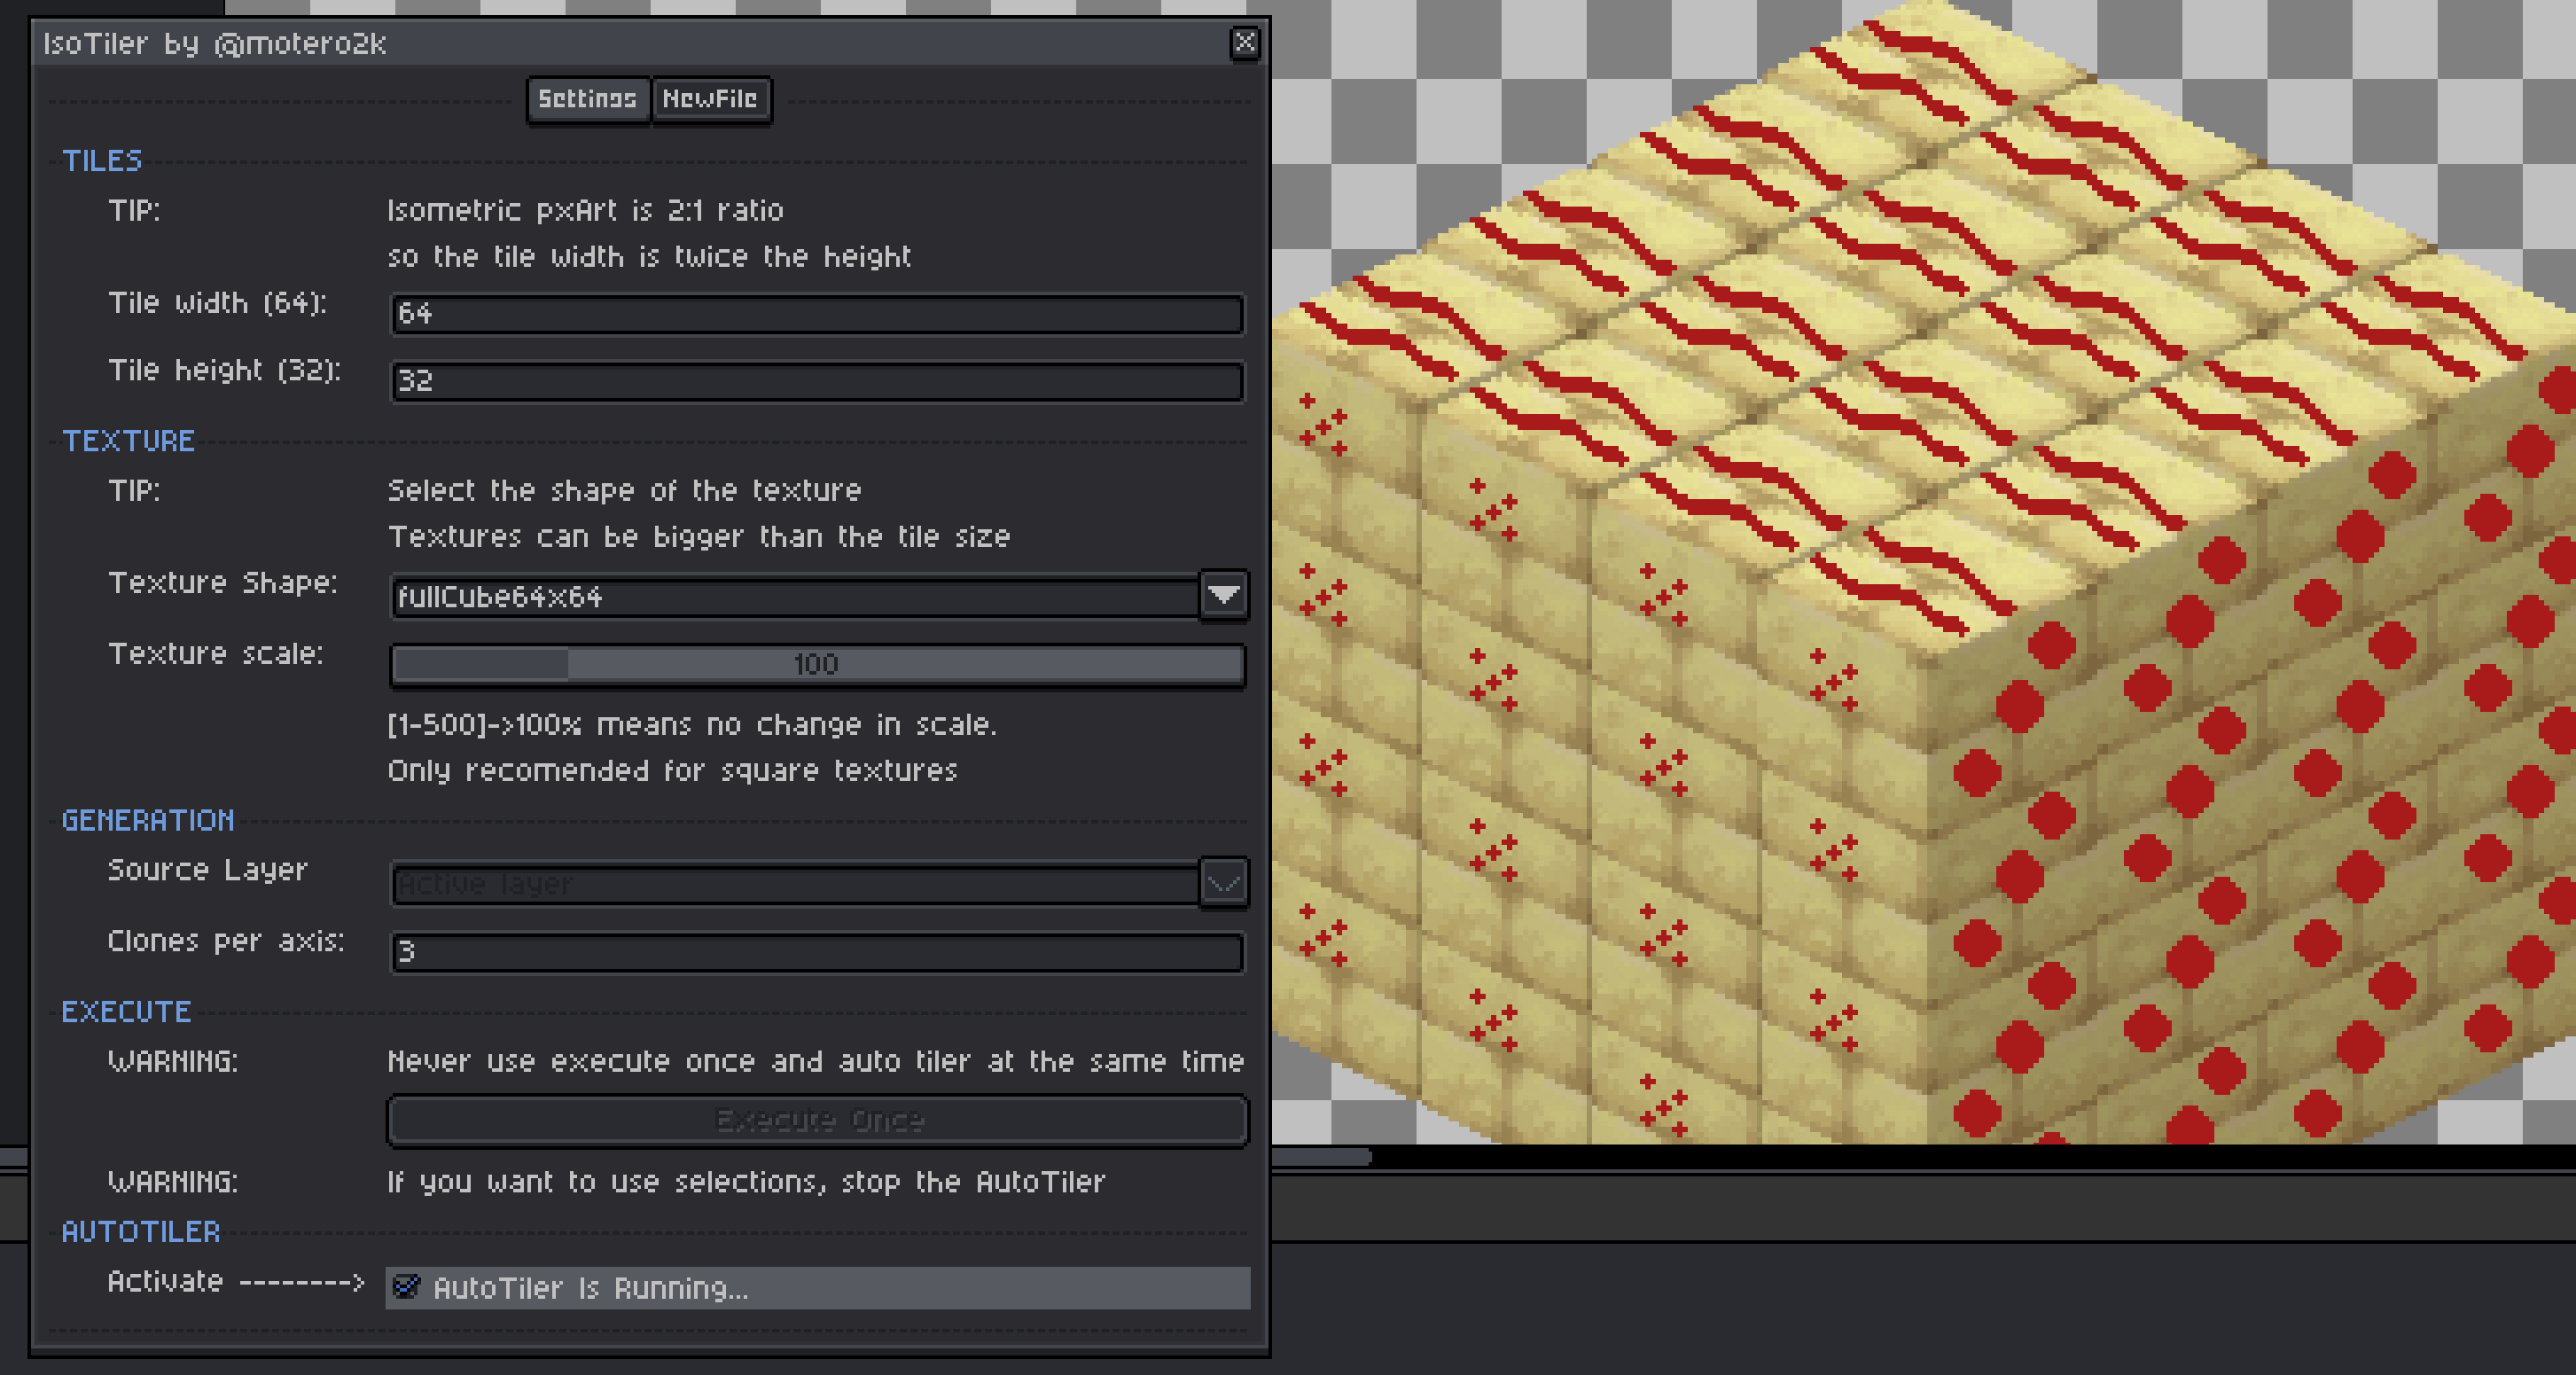 IsoTiler by @motero2k
Settings NewFile
TILES
TIP: Isometric pxArt is 2:1 ratio
so the tile width is twice the height
Tile width (64): 64
Tile height (32): 32
TEXTURE
TIP: Select the shape of the texture
Textures can be bigger than the tile size
Texture Shape: fullCube64x64
Texture scale: 100
[1-500]->100% means no change in scale.
Only recomended for square textures
GENERATION
Source Layer Active layer
Clones per axis: 3
EXECUTE
WARNING: Never use execute once and auto tiler at the same time
Execute Once
WARNING: If you want to use selections, stop the AutoTiler
AUTOTILER
Activate --------> AutoTiler Is Running...